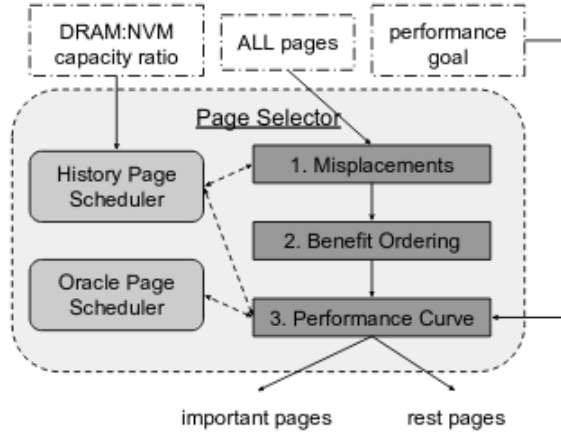 DRAM:NVM
capacity ratio
ALL pages
performance
goal
Page Selector
History Page
Scheduler
1. Misplacements
2. Benefit Ordering
Oracle Page
Scheduler
3. Performance Curve
important pages
rest pages